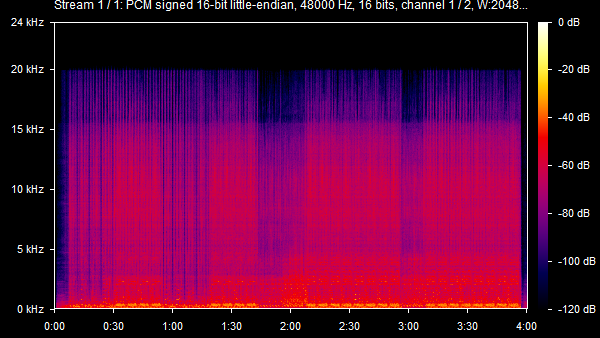 Stream 1 / 1: PCM signed 16-bit little-endian, 48000 Hz, 16 bits, channel 1 / 2, W:2048...
24 kHz
20 kHz
15 kHz
10 kHz
5 kHz
0 kHz
0:00 0:30 1:00 1:30 2:00 2:30 3:00 3:30 4:00
0 dB
-20 dB
-40 dB
-60 dB
-80 dB
-100 dB
-120 dB